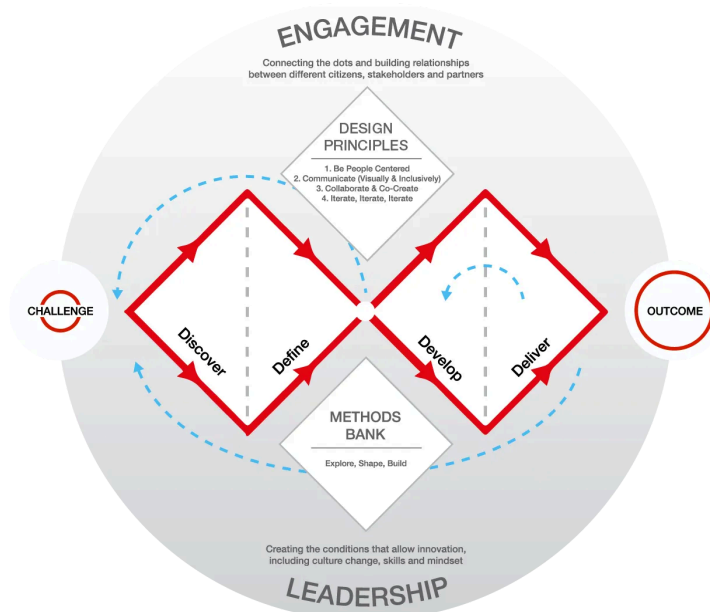 ENGAGEMENT
Connecting the dots and building relationships
between different citizens, stakeholders and partners
DESIGN
PRINCIPLES
1. Be People Centered
2. Communicate (Visually & Inclusively)
3. Collaborate & Co-Create
4. Iterate, Iterate, Iterate
CHALLENGE
Discover
Define
Develop
Deliver
OUTCOME
METHODS
BANK
Explore, Shape, Build
Creating the conditions that allow innovation,
including culture change, skills and mindset
LEADERSHIP